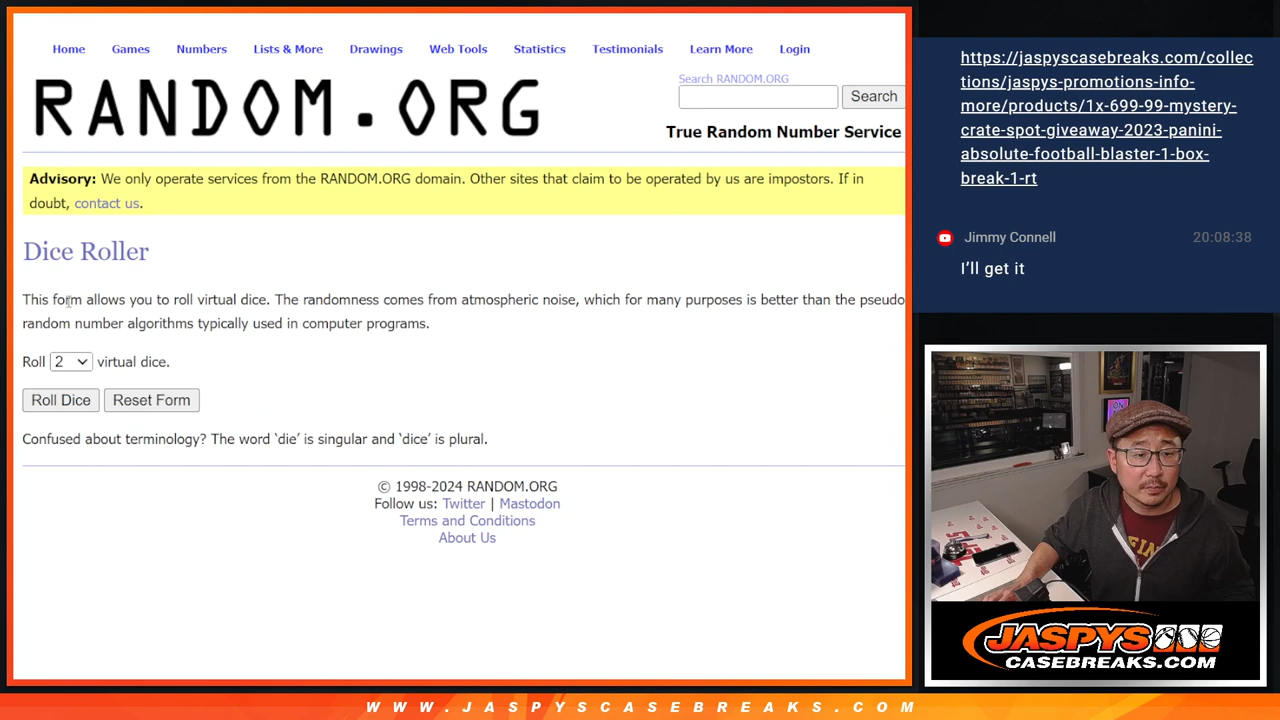 Home Games Numbers Lists & More Drawings Web Tools Statistics Testimonials Learn More Login
RANDOM.ORG
Search RANDOM.ORG
Search
True Random Number Service
Advisory: We only operate services from the RANDOM.ORG domain. Other sites that claim to be operated by us are impostors. If in
doubt, contact us.
Dice Roller
This form allows you to roll virtual dice. The randomness comes from atmospheric noise, which for many purposes is better than the pseudo
random number algorithms typically used in computer programs.
Roll 2 virtual dice.
Roll Dice Reset Form
Confused about terminology? The word ‘die’ is singular and ‘dice’ is plural.
© 1998-2024 RANDOM.ORG
Follow us: Twitter | Mastodon
Terms and Conditions
About Us
https://jaspyscasebreaks.com/collec
tions/jaspys-promotions-info-
more/products/1x-699-99-mystery-
crate-spot-giveaway-2023-panini-
absolute-football-blaster-1-box-
break-1-rt
Jimmy Connell 20:08:38
I’ll get it
JASPYS
CASEBREAKS.COM
WWW.JASPYSCASEBREAKS.COM